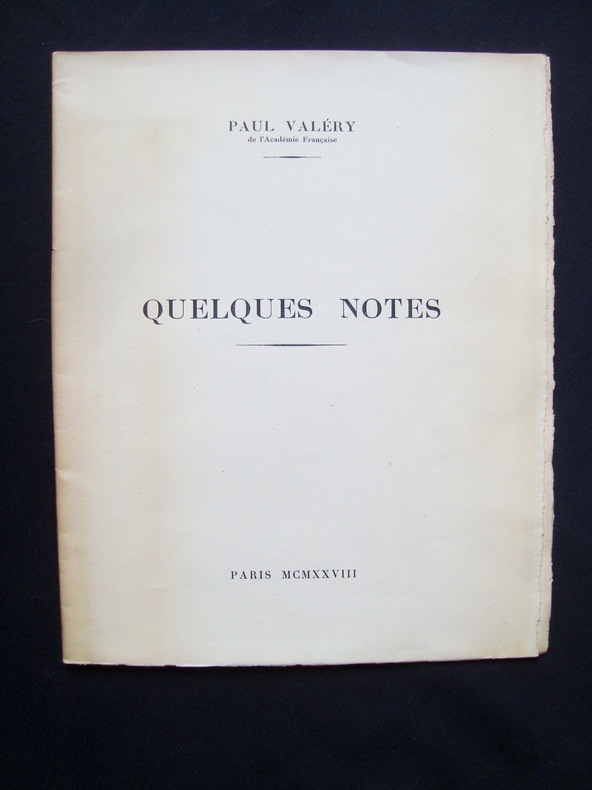 PAUL VALÉRY
de l'Académie Française
QUELQUES NOTES
PARIS MCMXXVIII